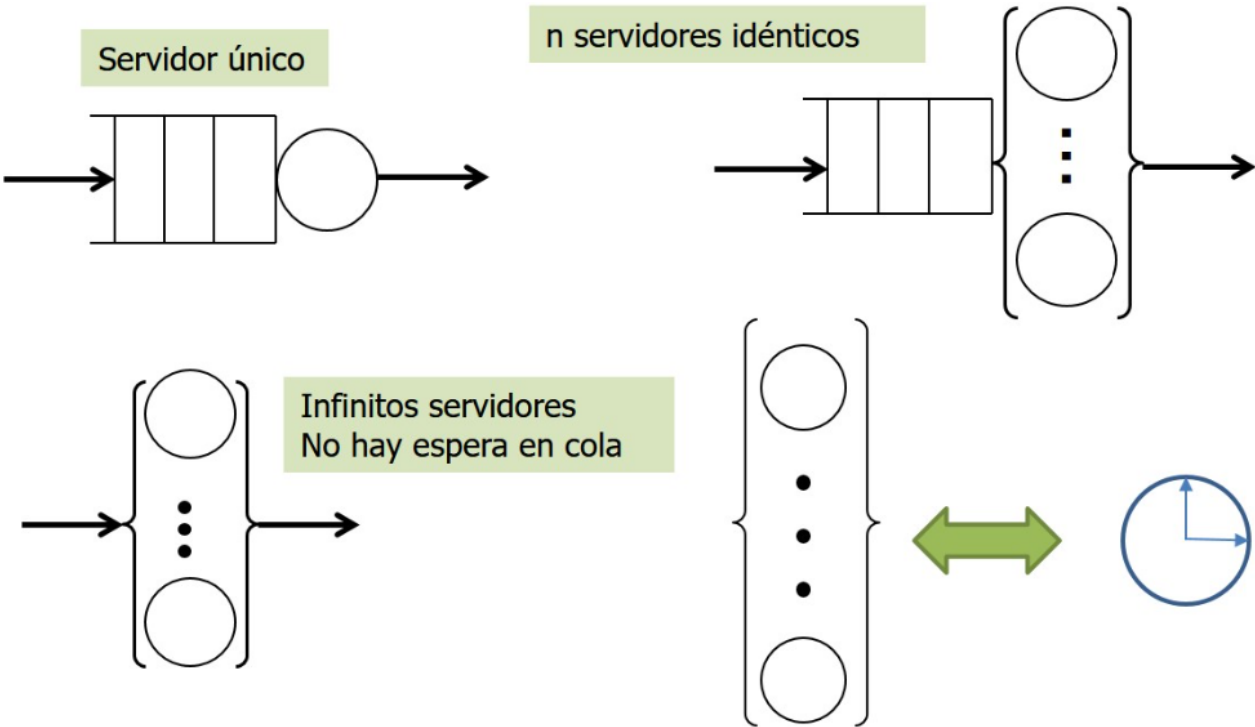 Servidor único
n servidores idénticos
Infinitos servidores
No hay espera en cola